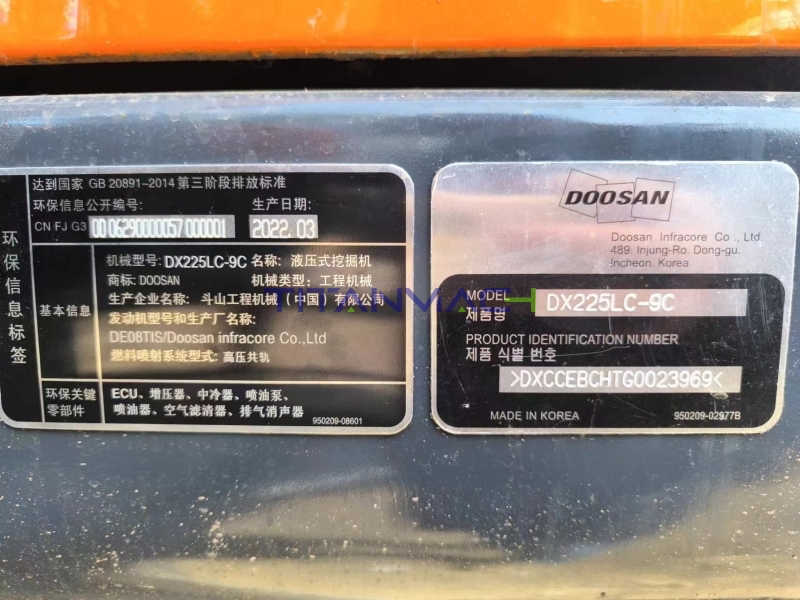 环保信息标签
达到国家 GB 20891-2014 第三阶段排放标准
环保信息公开编号: 生产日期:
CN FJ G3 00 0629000057 000001 2022.03
基本信息
机械型号: DX225LC-9C 名称: 液压式挖掘机
商标: DOOSAN 机械类型: 工程机械
生产企业名称: 斗山工程机械（中国）有限公司
发动机型号和生产厂名称:
DE08TIS/Doosan infracore Co.,Ltd
燃料喷射系统型式: 高压共轨
环保关键
零部件
ECU、增压器、中冷器、喷油泵、
喷油器、空气滤清器、排气消声器
950209-08601
DOOSAN
Doosan Infracore Co., Ltd.
489. Injung-Ro. Dong-gu.
Incheon. Korea
MODEL
제품명
DX225LC-9C
PRODUCT IDENTIFICATION NUMBER
제품 식별 번호
>DXCCEBCHTG0023969<
MADE IN KOREA 950209-02977B